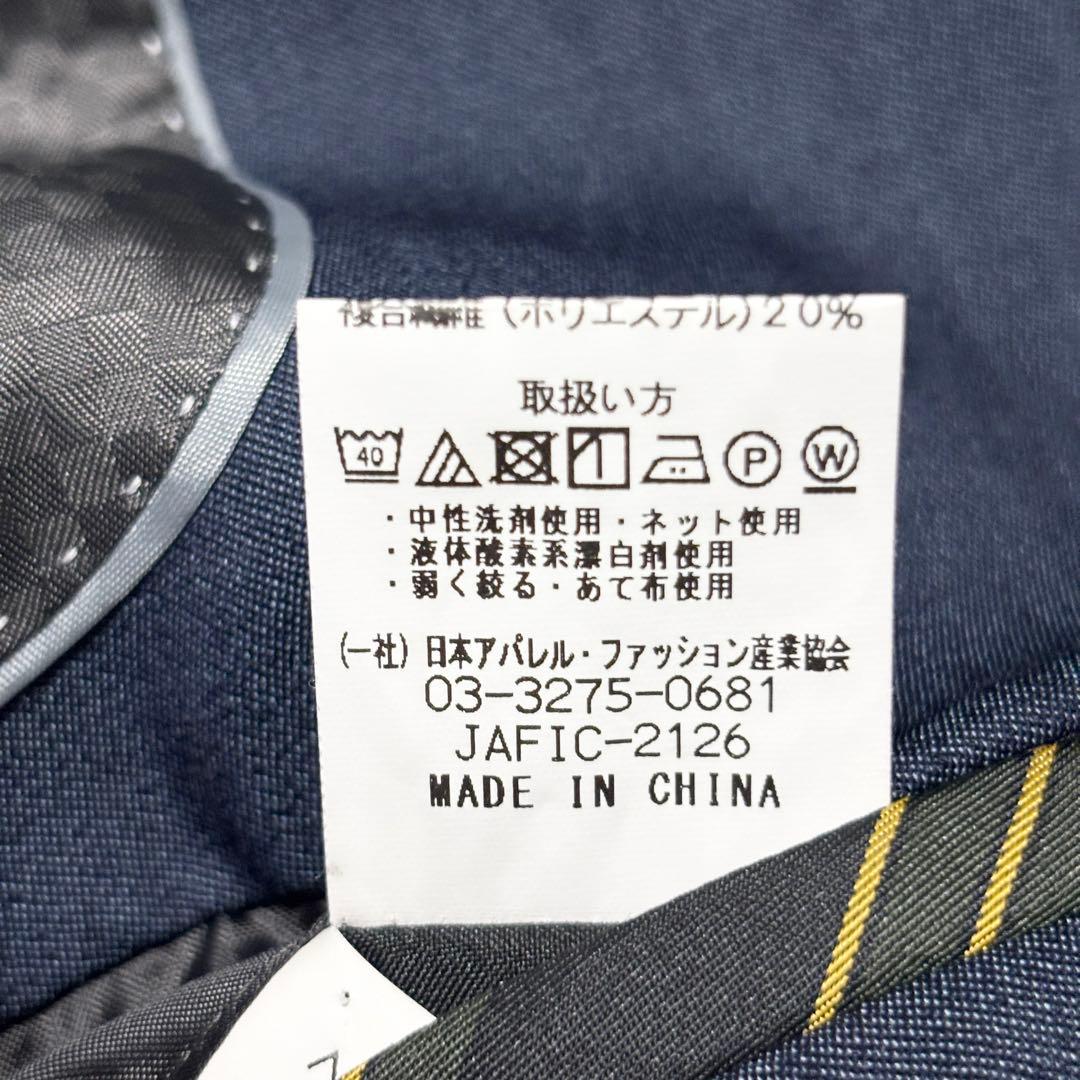 複合繊維(ポリエステル)20%
取扱い方
40 P W
・中性洗剤使用・ネット使用
・液体酸素系漂白剤使用
・弱く絞る・あて布使用
(一社)日本アパレル・ファッション産業協会
03-3275-0681
JAFIC-2126
MADE IN CHINA